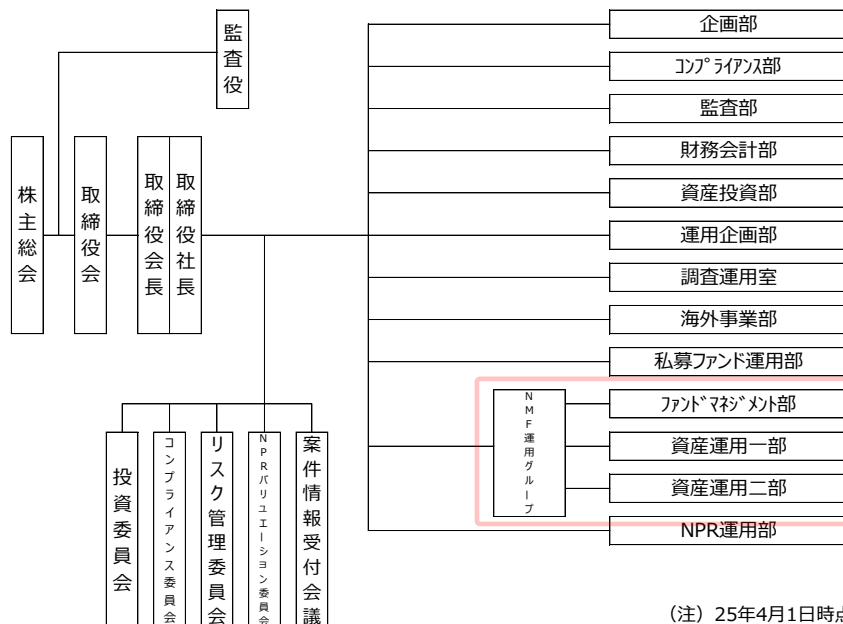 監査役
株主総会
取締役会
取締役会長
取締役社長
企画部
コンプライアンス部
監査部
財務会計部
資産投資部
運用企画部
調査運用室
海外事業部
私募ファンド運用部
NMF運用グループ
ファンドマネジメント部
資産運用一部
資産運用二部
NPR運用部
投資委員会
コンプライアンス委員会
リスク管理委員会
NPRバリュエーション委員会
案件情報受付会議
（注）25年4月1日時点